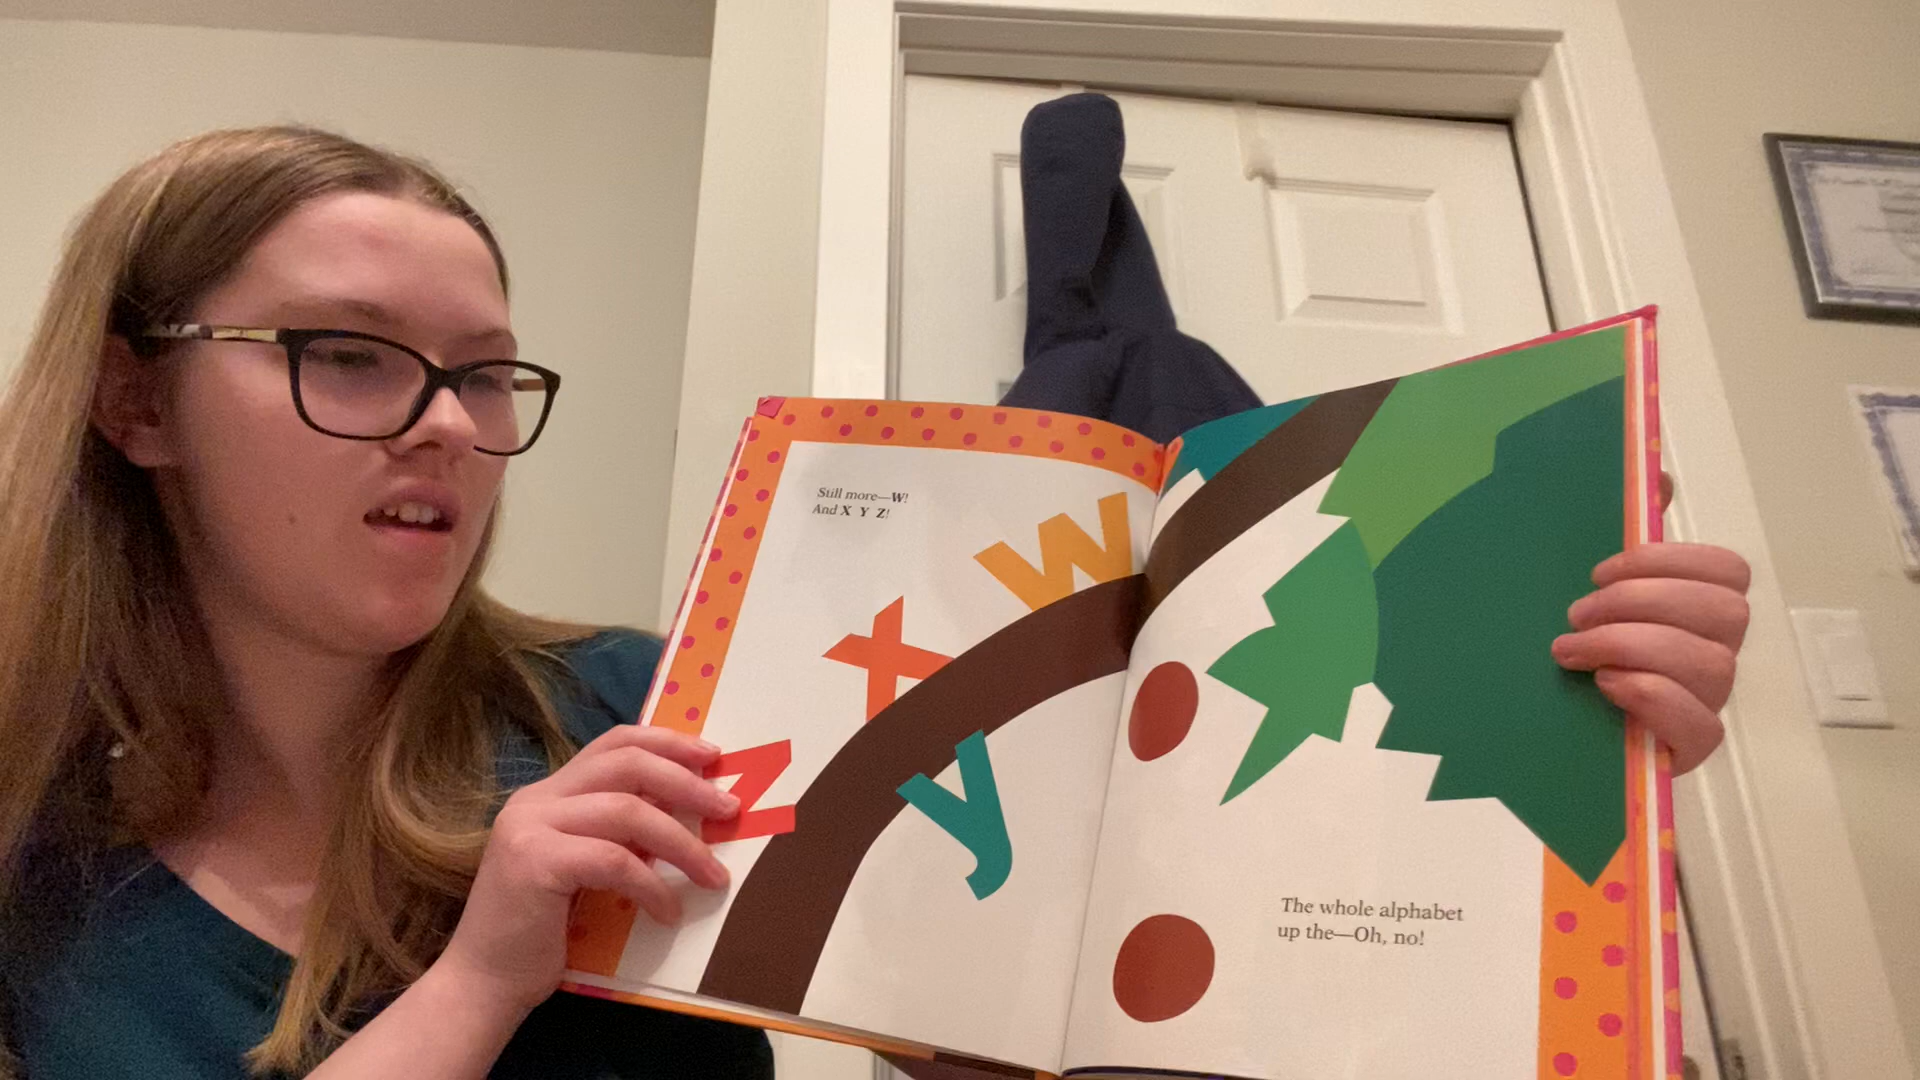 Still more—W!
And X Y Z!
w
x
y
z
The whole alphabet
up the—Oh, no!